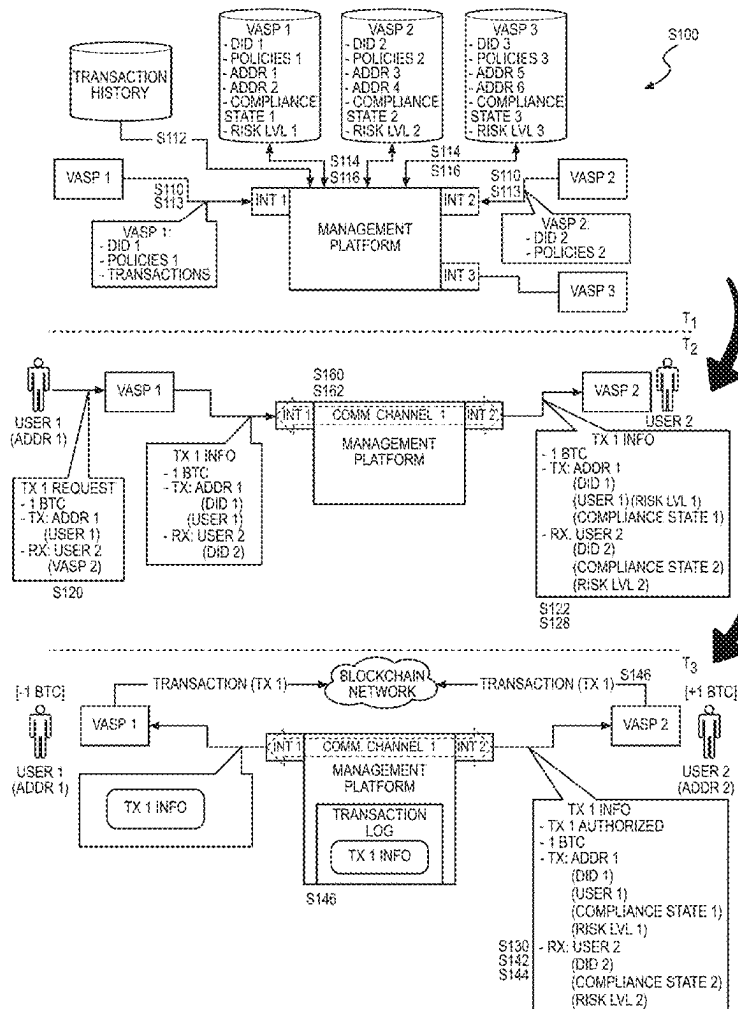 S100
TRANSACTION
HISTORY
VASP 1
- DID 1
- POLICIES 1
- ADDR 1
- ADDR 2
- COMPLIANCE
STATE 1
- RISK LVL 1
VASP 2
- DID 2
- POLICIES 2
- ADDR 3
- ADDR 4
- COMPLIANCE
STATE 2
- RISK LVL 2
VASP 3
- DID 3
- POLICIES 3
- ADDR 5
- ADDR 6
- COMPLIANCE
STATE 3
- RISK LVL 3
S112
S114
S116
S114
S116
VASP 1
S110
S113
INT 1
MANAGEMENT
PLATFORM
INT 2
INT 3
S110
S113
VASP 2
VASP 1:
- DID 1
- POLICIES 1
- TRANSACTIONS
VASP 2:
- DID 2
- POLICIES 2
VASP 3
T1
T2
USER 1
(ADDR 1)
VASP 1
S160
S162
INT 1
COMM. CHANNEL 1
INT 2
MANAGEMENT
PLATFORM
VASP 2
USER 2
TX 1 REQUEST
- 1 BTC
- TX: ADDR 1
(USER 1)
- RX: USER 2
(VASP 2)
S120
TX 1 INFO
- 1 BTC
- TX: ADDR 1
(DID 1)
(USER 1)
- RX: USER 2
(DID 2)
TX 1 INFO
- 1 BTC
- TX: ADDR 1
(DID 1)
(USER 1)(RISK LVL 1)
(COMPLIANCE STATE 1)
- RX: USER 2
(DID 2)
(COMPLIANCE STATE 2)
(RISK LVL 2)
S122
S128
T3
[-1 BTC]
USER 1
(ADDR 1)
VASP 1
TRANSACTION (TX 1)
BLOCKCHAIN
NETWORK
TRANSACTION (TX 1)
S146
VASP 2
[+1 BTC]
USER 2
(ADDR 2)
INT 1
COMM. CHANNEL 1
INT 2
MANAGEMENT
PLATFORM
TRANSACTION
LOG
TX 1 INFO
S146
TX 1 INFO
TX 1 INFO
- TX 1 AUTHORIZED
- 1 BTC
- TX: ADDR 1
(DID 1)
(USER 1)
(COMPLIANCE STATE 1)
(RISK LVL 1)
- RX: USER 2
(DID 2)
(COMPLIANCE STATE 2)
(RISK LVL 2)
S130
S142
S144